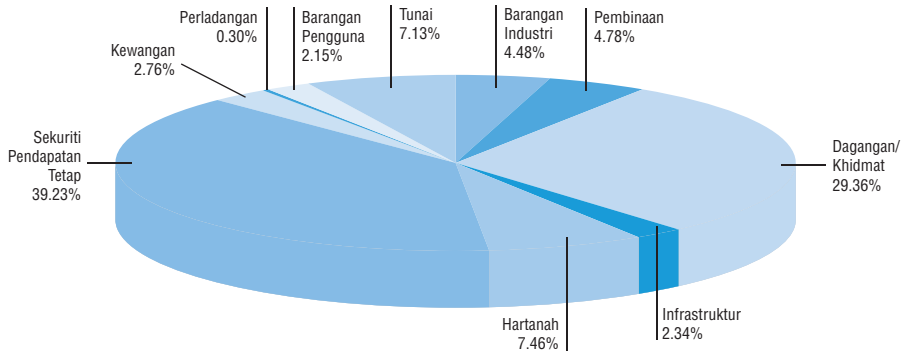 Perladangan
0.30%
Barangan
Pengguna
2.15%
Tunai
7.13%
Barangan
Industri
4.48%
Pembinaan
4.78%
Kewangan
2.76%
Sekuriti
Pendapatan
Tetap
39.23%
Dagangan/
Khidmat
29.36%
Hartanah
7.46%
Infrastruktur
2.34%